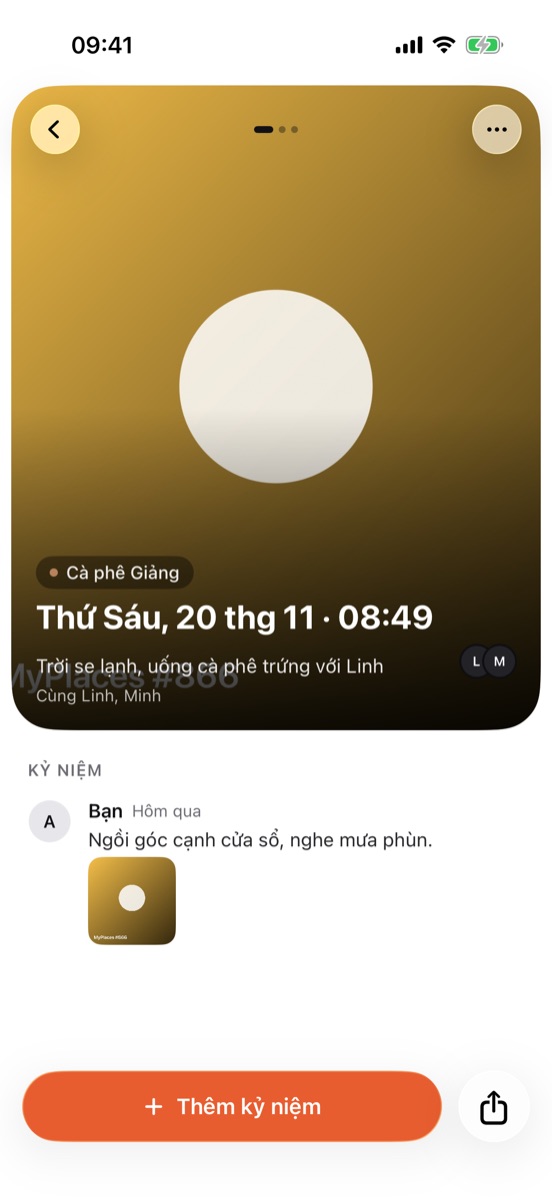 09:41
Cà phê Giảng
Thứ Sáu, 20 thg 11 · 08:49
Trời se lạnh, uống cà phê trứng với Linh
L M
MyPlaces #866
Cùng Linh, Minh
KỶ NIỆM
A
Bạn Hôm qua
Ngồi góc cạnh cửa sổ, nghe mưa phùn.
MyPlaces #866
+ Thêm kỷ niệm